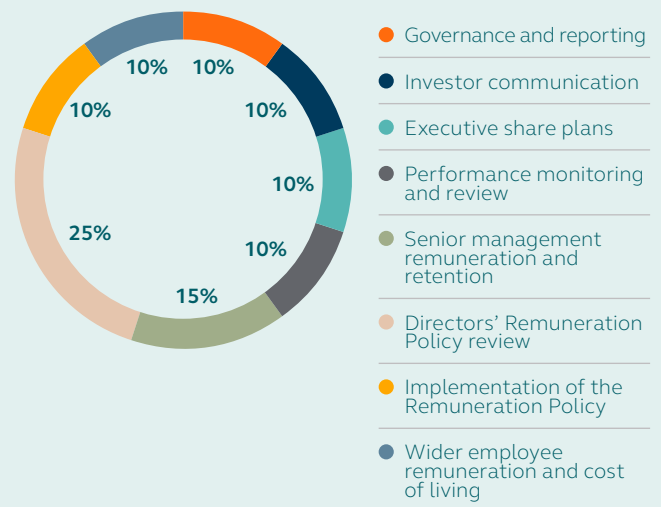 10%
10%
10%
10%
10%
10%
25%
15%
Governance and reporting
Investor communication
Executive share plans
Performance monitoring
and review
Senior management
remuneration and
retention
Directors’ Remuneration
Policy review
Implementation of the
Remuneration Policy
Wider employee
remuneration and cost
of living